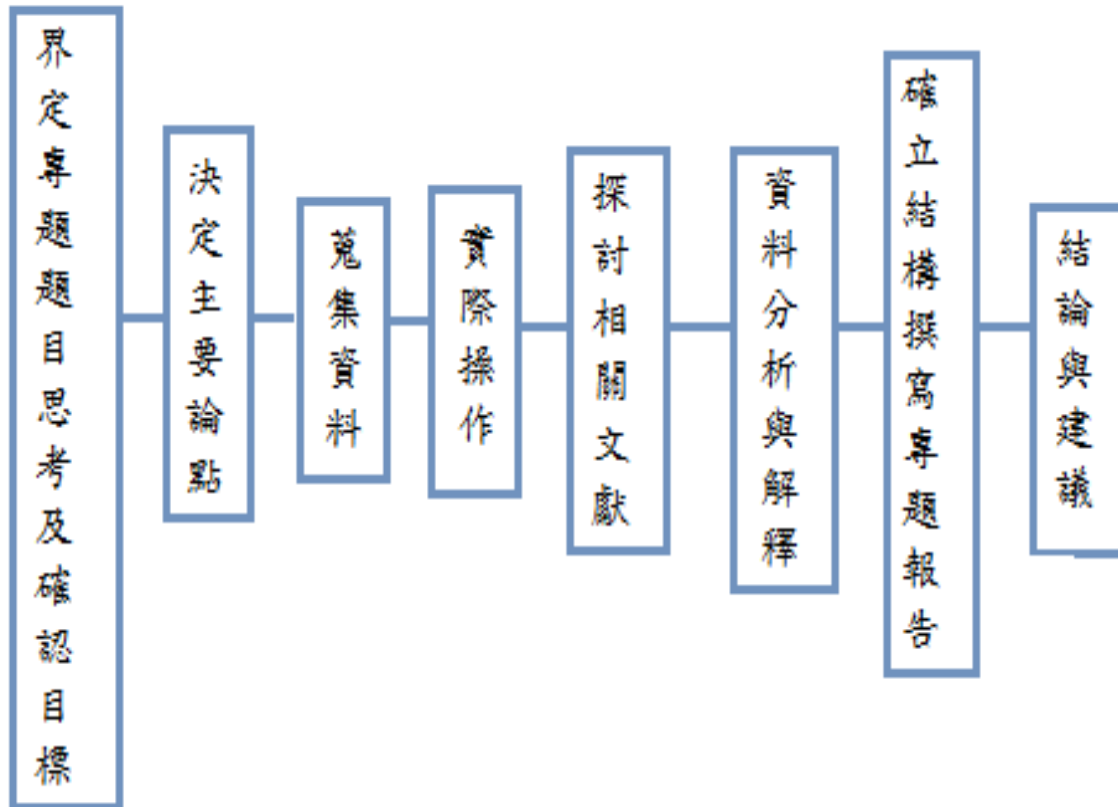 界定專題題目思考及確認目標
決定主要論點
蒐集資料
實際操作
探討相關文獻
資料分析與解釋
確立結構撰寫專題報告
結論與建議